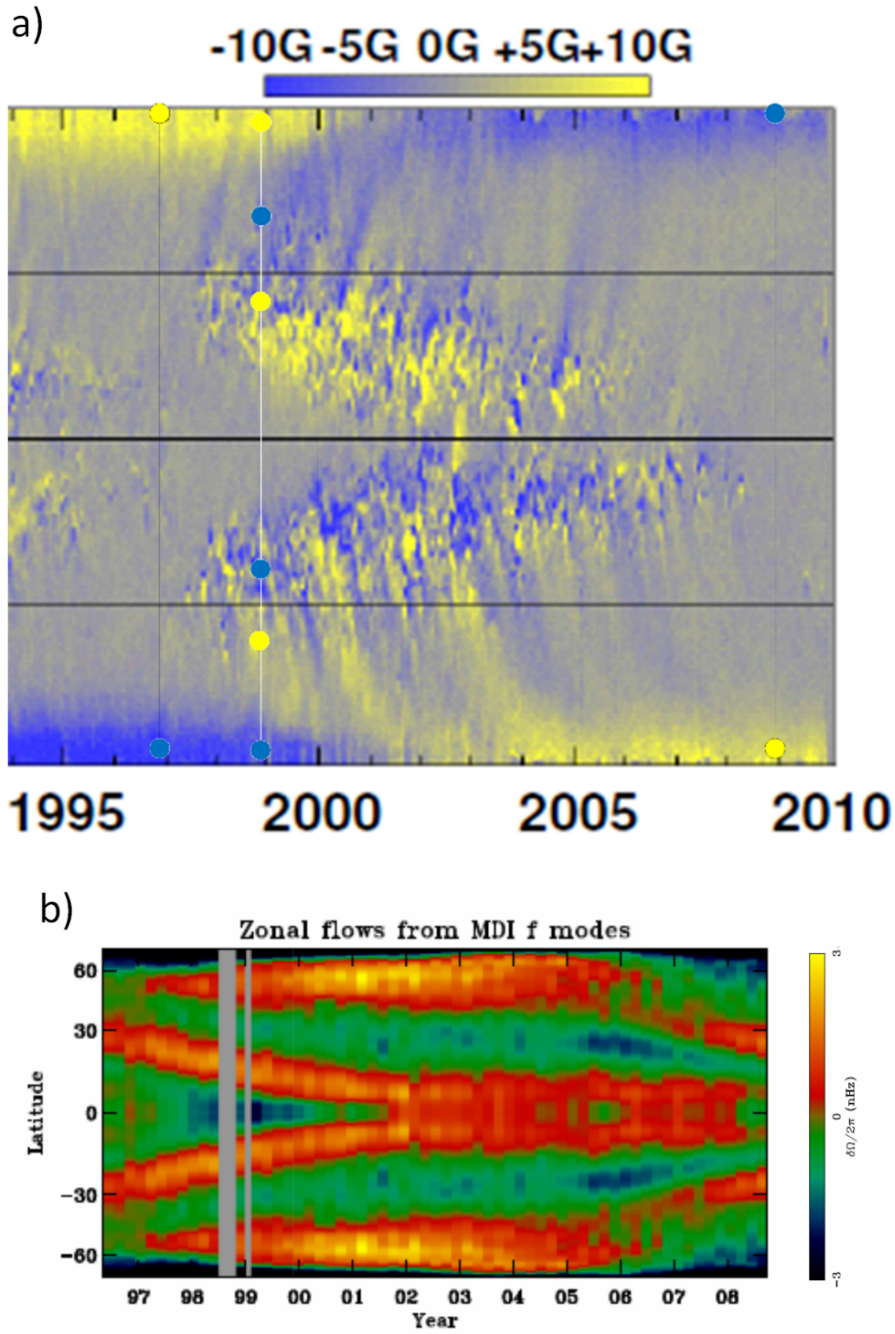 a)
-10G -5G 0G +5G+10G
1995 2000 2005 2010
b)
Zonal flows from MDI f modes
60
30
0
-30
-60
Latitude
97 98 99 00 01 02 03 04 05 06 07 08
Year
3
0
-3
δΩ/2π (nHz)